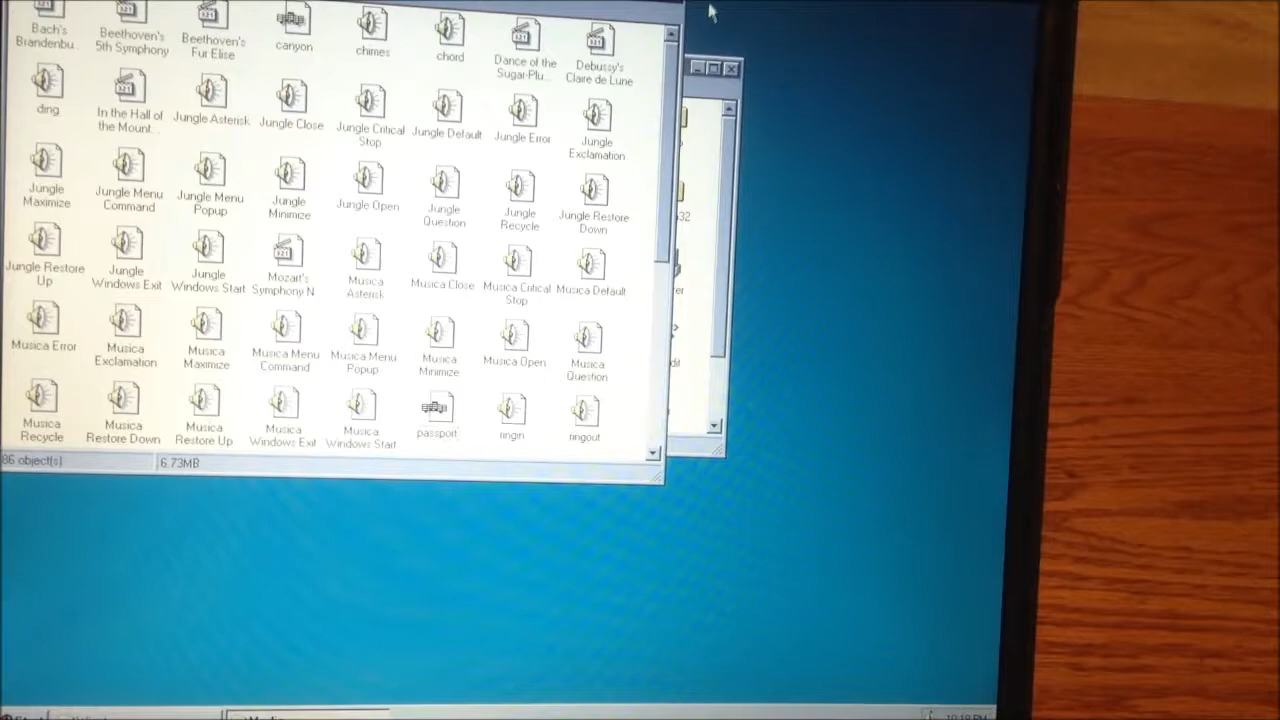 Bach's
Brandenbu...
Beethoven's
5th Symphony
Beethoven's
Fur Elise
canyon
chimes
chord
Dance of the
Sugar-Plu...
Debussy's
Claire de Lune
ding
In the Hall of
the Mount...
Jungle Asterisk
Jungle Close
Jungle Critical
Stop
Jungle Default
Jungle Error
Jungle
Exclamation
Jungle
Maximize
Jungle Menu
Command
Jungle Menu
Popup
Jungle
Minimize
Jungle Open
Jungle
Question
Jungle
Recycle
Jungle Restore
Down
Jungle Restore
Up
Jungle
Windows Exit
Jungle
Windows Start
Mozart's
Symphony N...
Musica
Asterisk
Musica Close
Musica Critical
Stop
Musica Default
Musica Error
Musica
Exclamation
Musica
Maximize
Musica Menu
Command
Musica Menu
Popup
Musica
Minimize
Musica Open
Musica
Question
Musica
Recycle
Musica
Restore Down
Musica
Restore Up
Musica
Windows Exit
Musica
Windows Start
passport
ringin
ringout
86 object(s)
6.73MB
32
10:19 PM